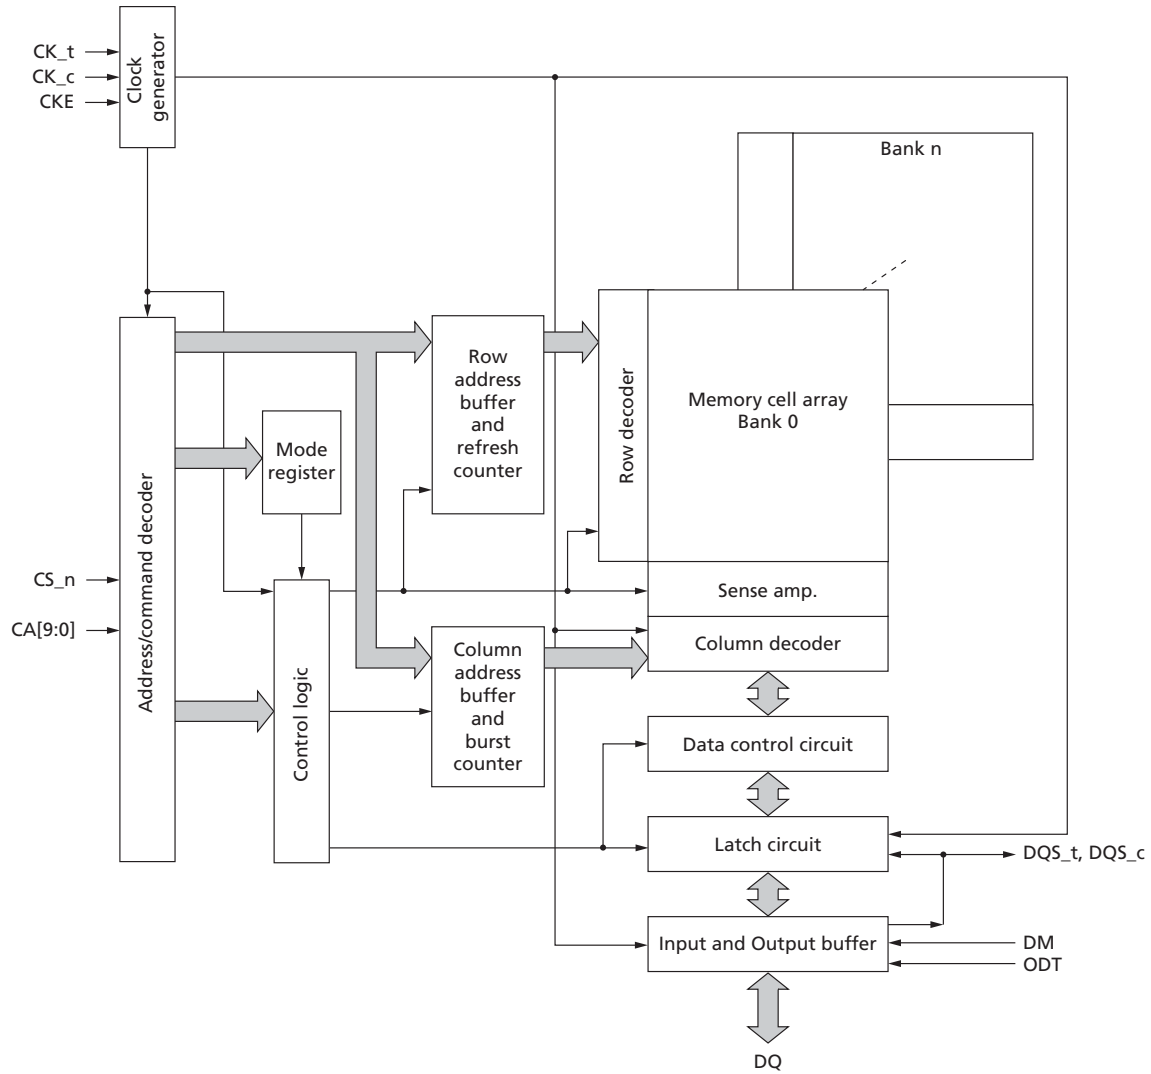 CK_t
CK_c
CKE
Clock
generator
Bank n
Row
address
buffer
and
refresh
counter
Row decoder
Memory cell array
Bank 0
Mode
register
Address/command decoder
CS_n
CA[9:0]
Sense amp.
Column decoder
Control logic
Column
address
buffer
and
burst
counter
Data control circuit
Latch circuit
DQS_t, DQS_c
Input and Output buffer
DM
ODT
DQ